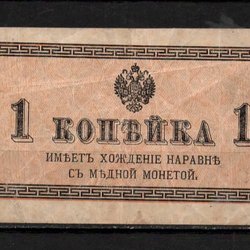 1 КОПѢЙКА 1
ИМѢЕТЪ ХОЖДЕНІЕ НАРАВНѢ
СЪ МѢДНОЙ МОНЕТОЙ.